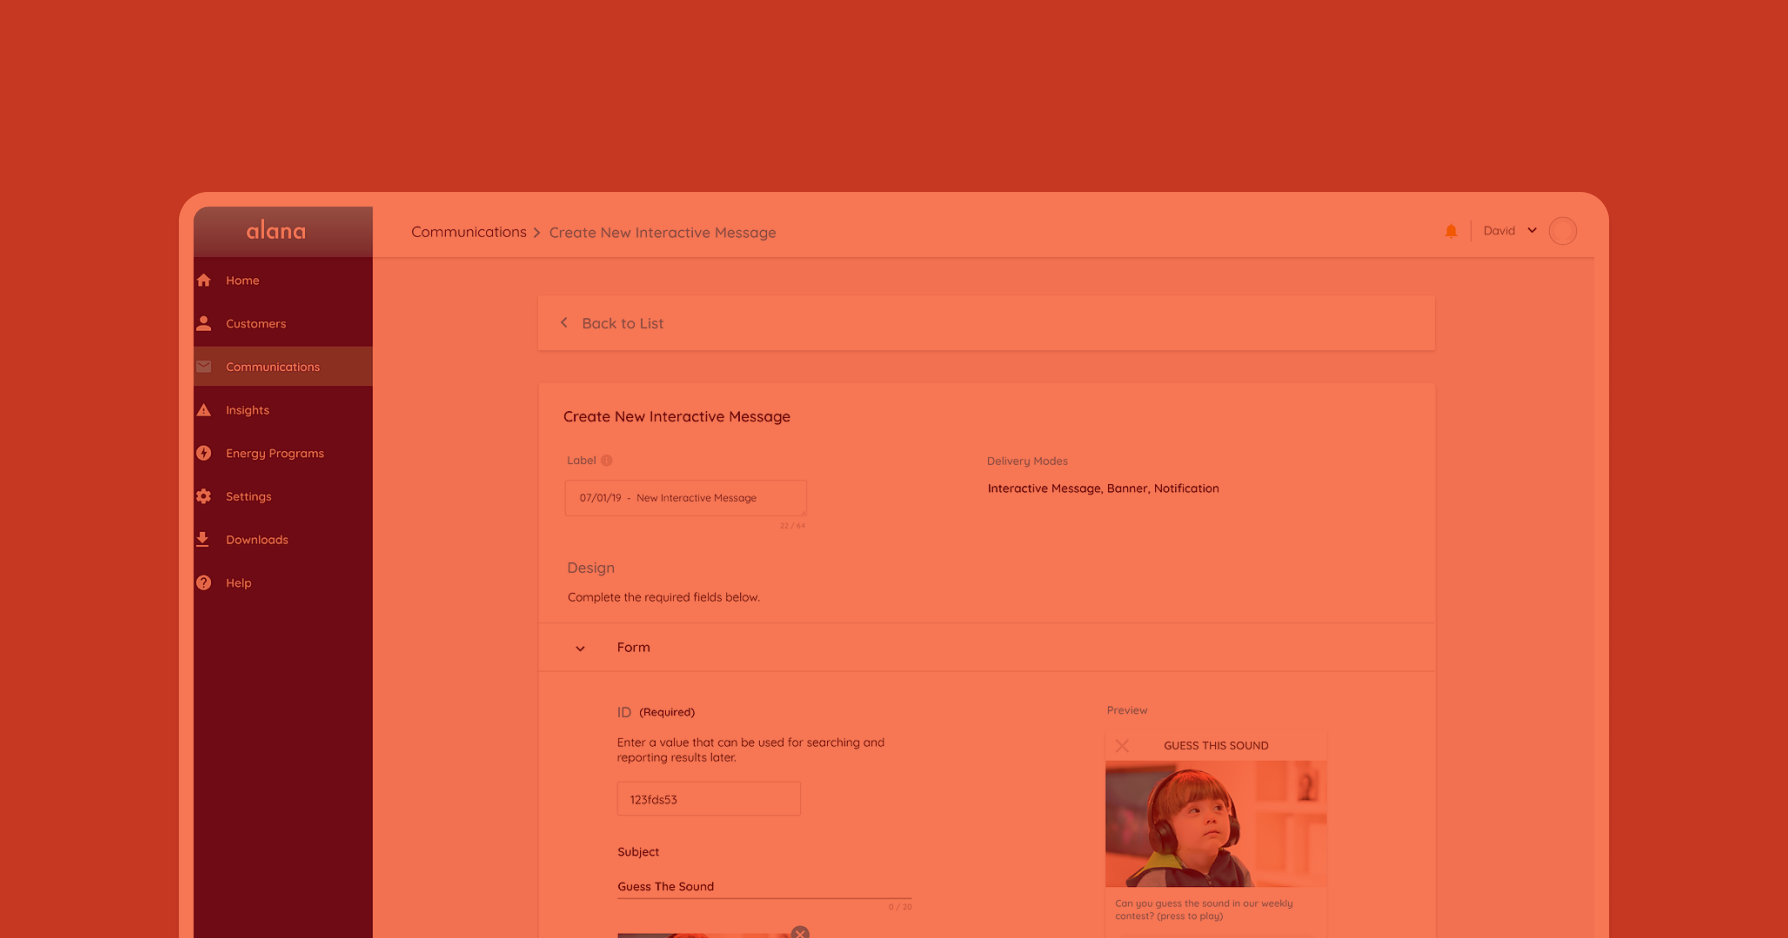 alana
Communications > Create New Interactive Message
David
Home
Customers
Communications
Insights
Energy Programs
Settings
Downloads
Help
Back to List
Create New Interactive Message
Label
07/01/19 - New Interactive Message
22 / 64
Delivery Modes
Interactive Message, Banner, Notification
Design
Complete the required fields below.
Form
ID (Required)
Enter a value that can be used for searching and
reporting results later.
123fds53
Subject
Guess The Sound
0 / 20
Preview
GUESS THIS SOUND
Can you guess the sound in our weekly
contest? (press to play)